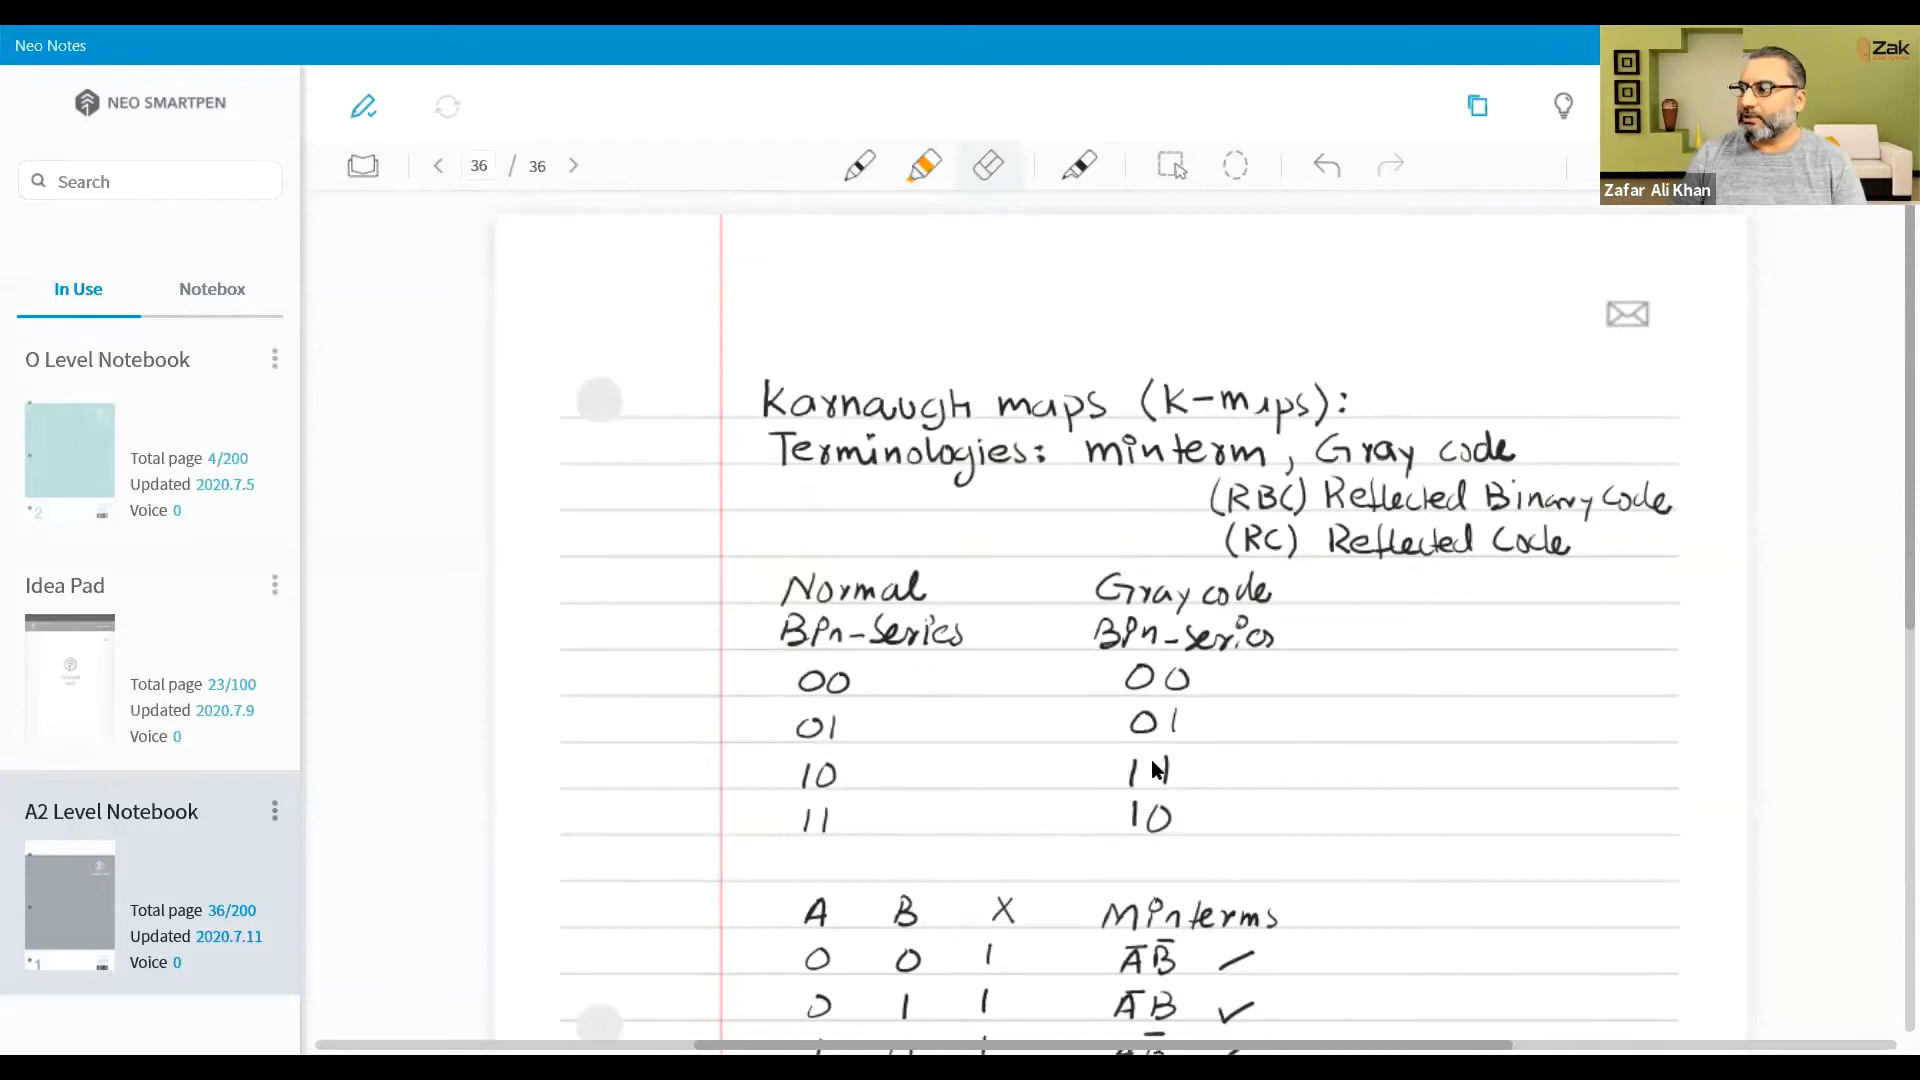 Neo Notes
Zak
NEO SMARTPEN
Search
36 / 36
Zafar Ali Khan
In Use Notebox
O Level Notebook
Total page 4/200
Updated 2020.7.5
Voice 0
2
Idea Pad
Total page 23/100
Updated 2020.7.9
Voice 0
A2 Level Notebook
Total page 36/200
Updated 2020.7.11
Voice 0
1
Karnaugh maps (K-maps):
Terminologies: minterm, Gray code
(RBC) Reflected Binary Code
(RC) Reflected Code
Normal Gray code
Bin-Series Bin-Series
00 00
01 01
10 11
11 10
A B X Minterms
0 0 1 A̅B̅ ✓
0 1 1 A̅B ✓